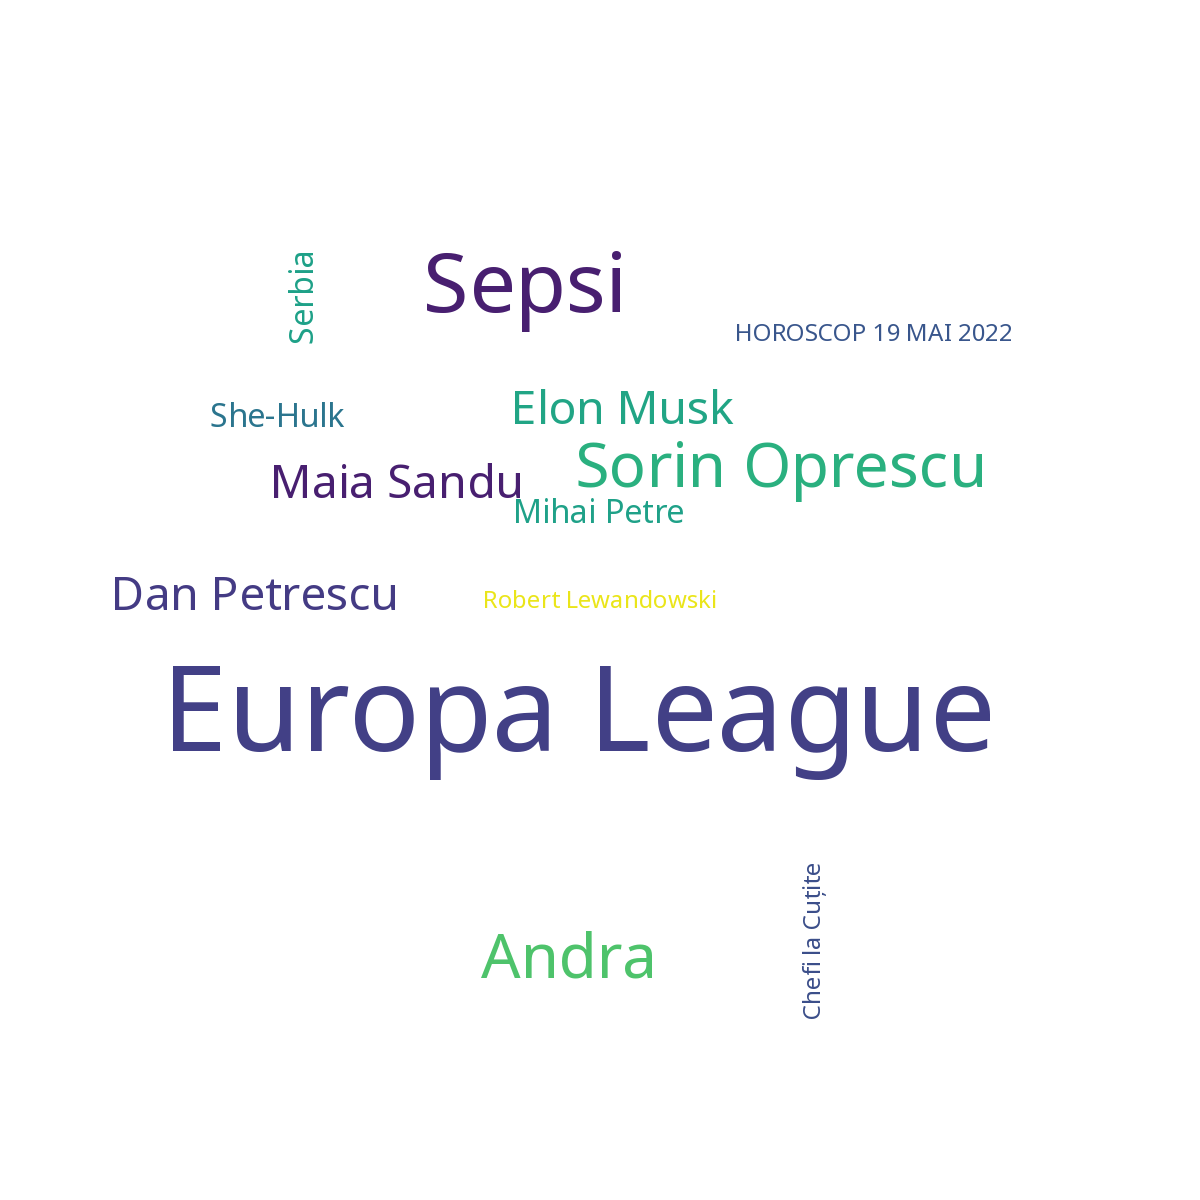 Serbia
Sepsi
HOROSCOP 19 MAI 2022
She-Hulk
Elon Musk
Sorin Oprescu
Maia Sandu
Mihai Petre
Dan Petrescu
Robert Lewandowski
Europa League
Andra
Chefi la Cuțite